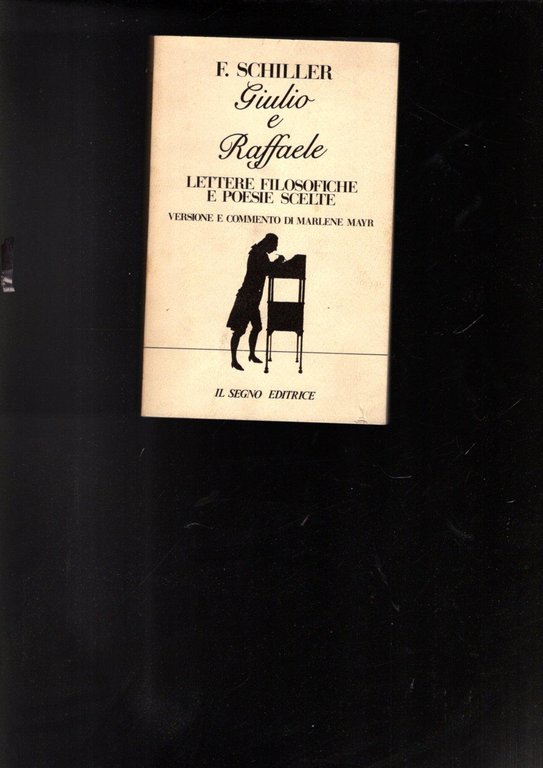 F. SCHILLER
Giulio
e
Raffaele
LETTERE FILOSOFICHE
E POESIE SCELTE
VERSIONE E COMMENTO DI MARLENE MAYR
IL SEGNO EDITRICE